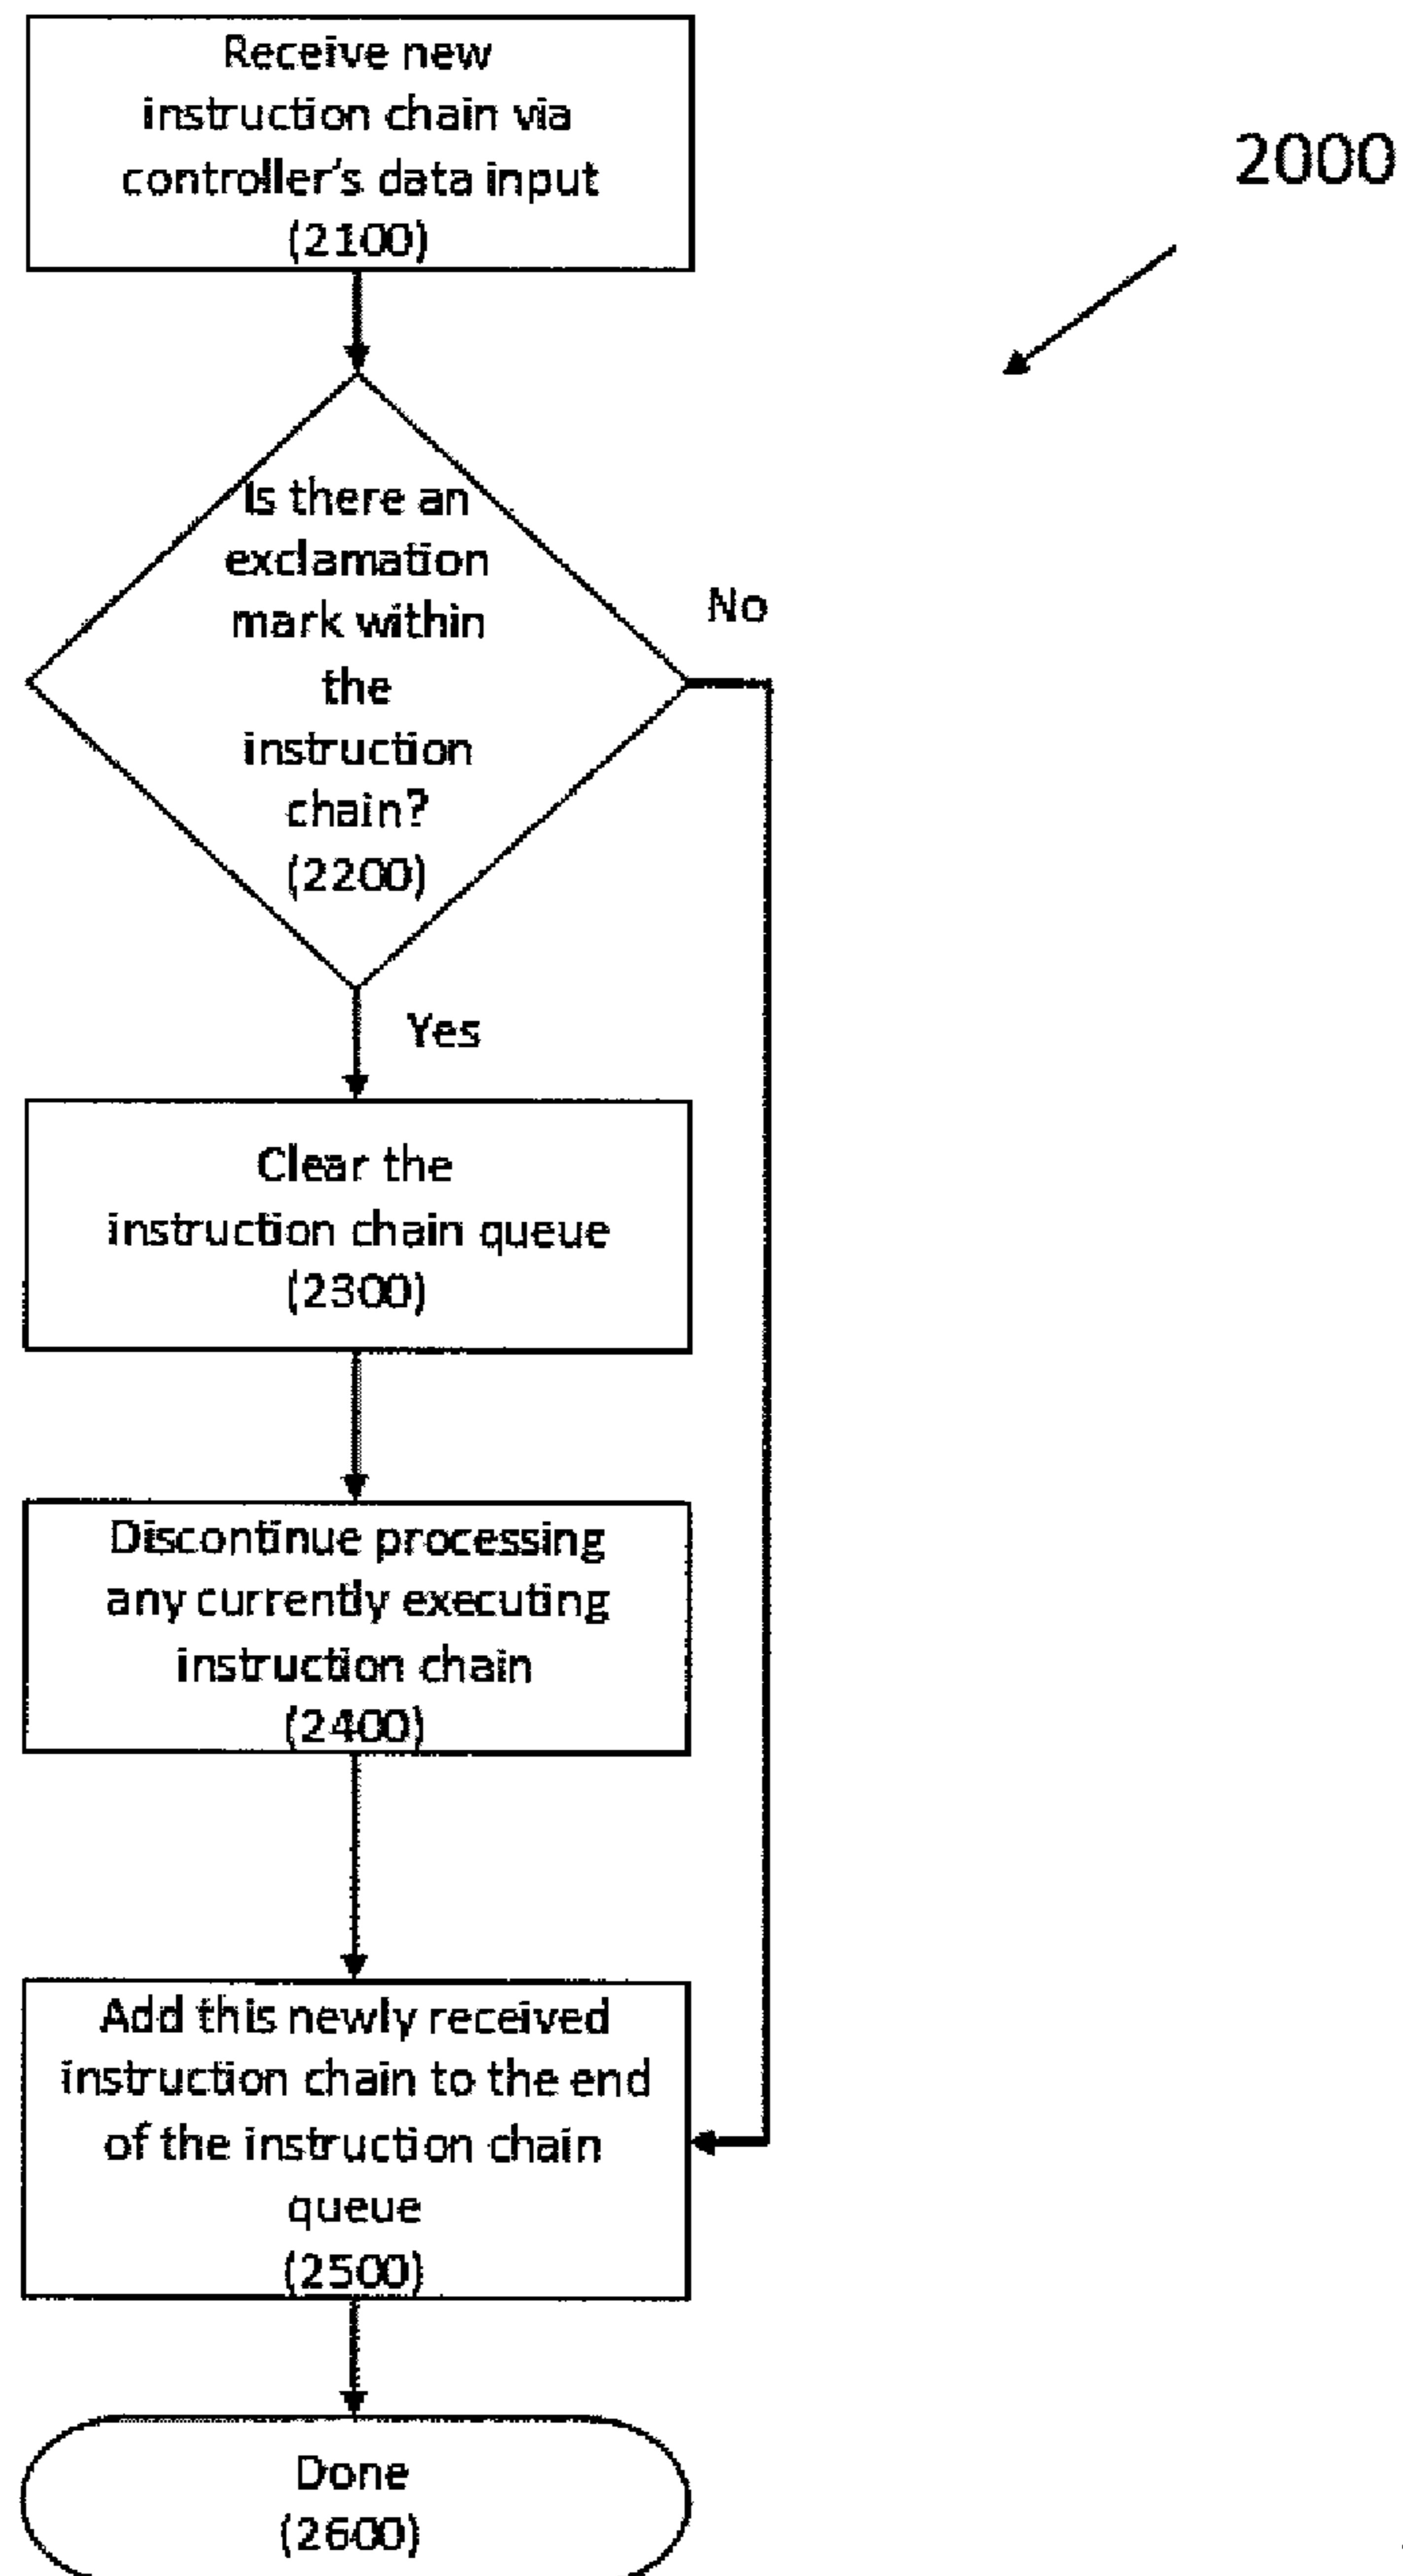 Receive new
instruction chain via
controller's data input
(2100)
2000
Is there an
exclamation
mark within
the
instruction
chain?
(2200)
No
Yes
Clear the
instruction chain queue
(2300)
Discontinue processing
any currently executing
instruction chain
(2400)
Add this newly received
instruction chain to the end
of the instruction chain
queue
(2500)
Done
(2600)